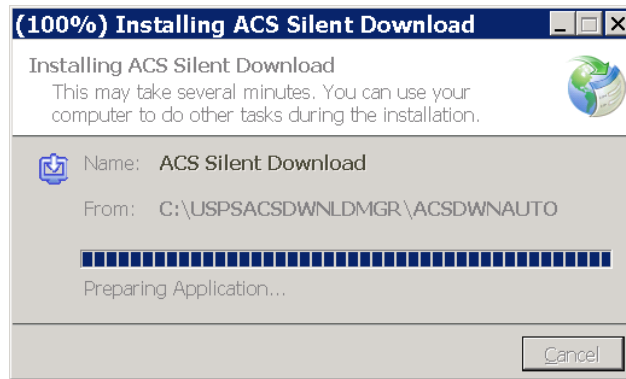 (100%) Installing ACS Silent Download
Installing ACS Silent Download
This may take several minutes. You can use your
computer to do other tasks during the installation.
Name: ACS Silent Download
From: C:\USPSACSDWNLDMGR\ACSDWNAUTO
Preparing Application...
Cancel